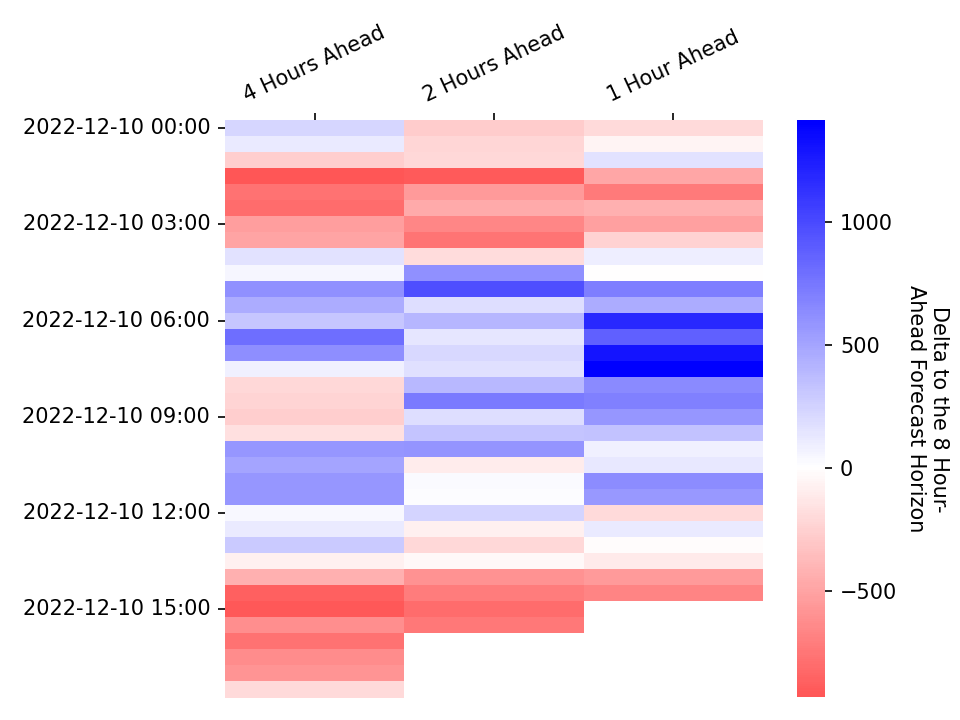 4 Hours Ahead
2 Hours Ahead
1 Hour Ahead
2022-12-10 00:00
2022-12-10 03:00
2022-12-10 06:00
2022-12-10 09:00
2022-12-10 12:00
2022-12-10 15:00
1000
500
0
−500
Delta to the 8 Hour-
Ahead Forecast Horizon